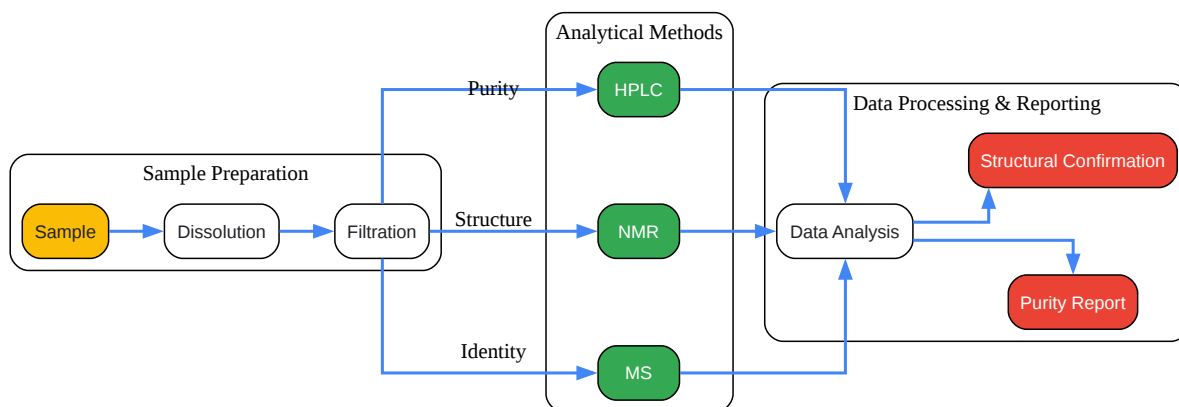 Analytical Methods
Purity
HPLC
Data Processing & Reporting
Sample Preparation
Structural Confirmation
Sample
Dissolution
Filtration
Structure
NMR
Data Analysis
Purity Report
Identity
MS